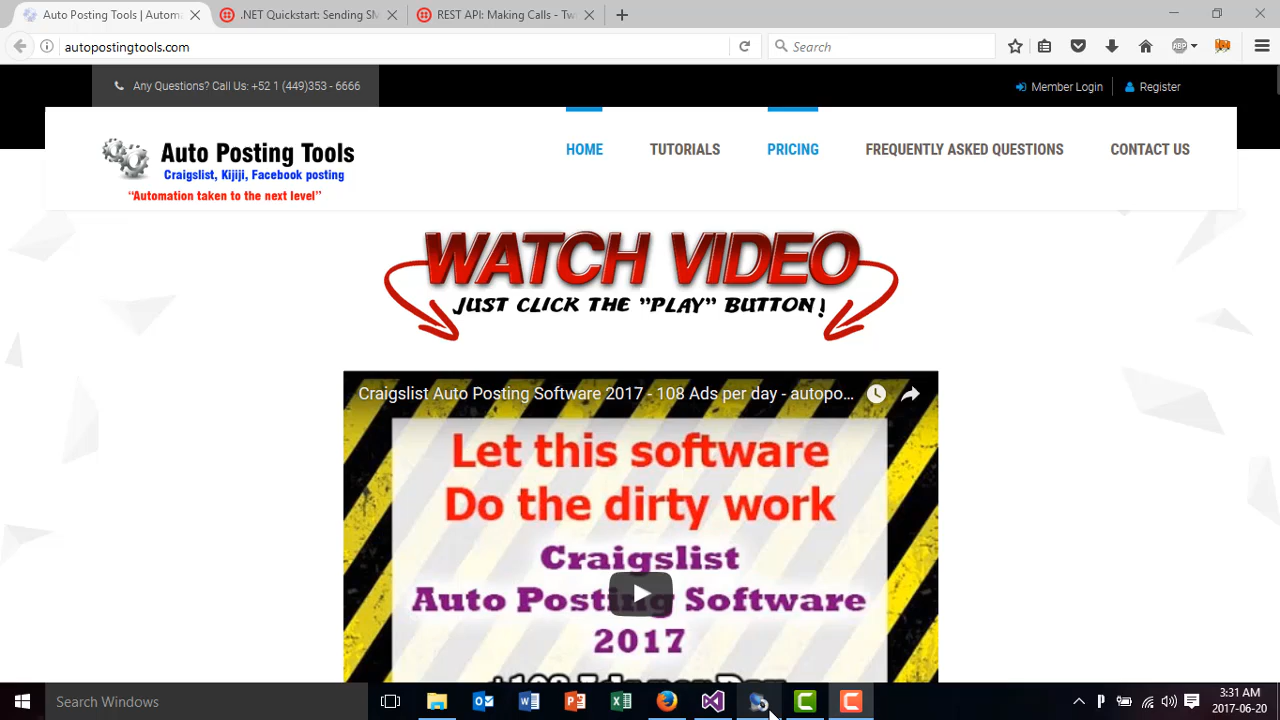 Auto Posting Tools | Autom
.NET Quickstart: Sending SM
REST API: Making Calls - Tw
autopostingtools.com
Search
ABP
Any Questions? Call Us: +52 1 (449)353 - 6666
Member Login
Register
Auto Posting Tools
Craigslist, Kijiji, Facebook posting
“Automation taken to the next level”
HOME
TUTORIALS
PRICING
FREQUENTLY ASKED QUESTIONS
CONTACT US
WATCH VIDEO
JUST CLICK THE "PLAY" BUTTON!
Craigslist Auto Posting Software 2017 - 108 Ads per day - autopo...
Let this software
Do the dirty work
Craigslist
Auto Posting Software
2017
Search Windows
3:31 AM
2017-06-20